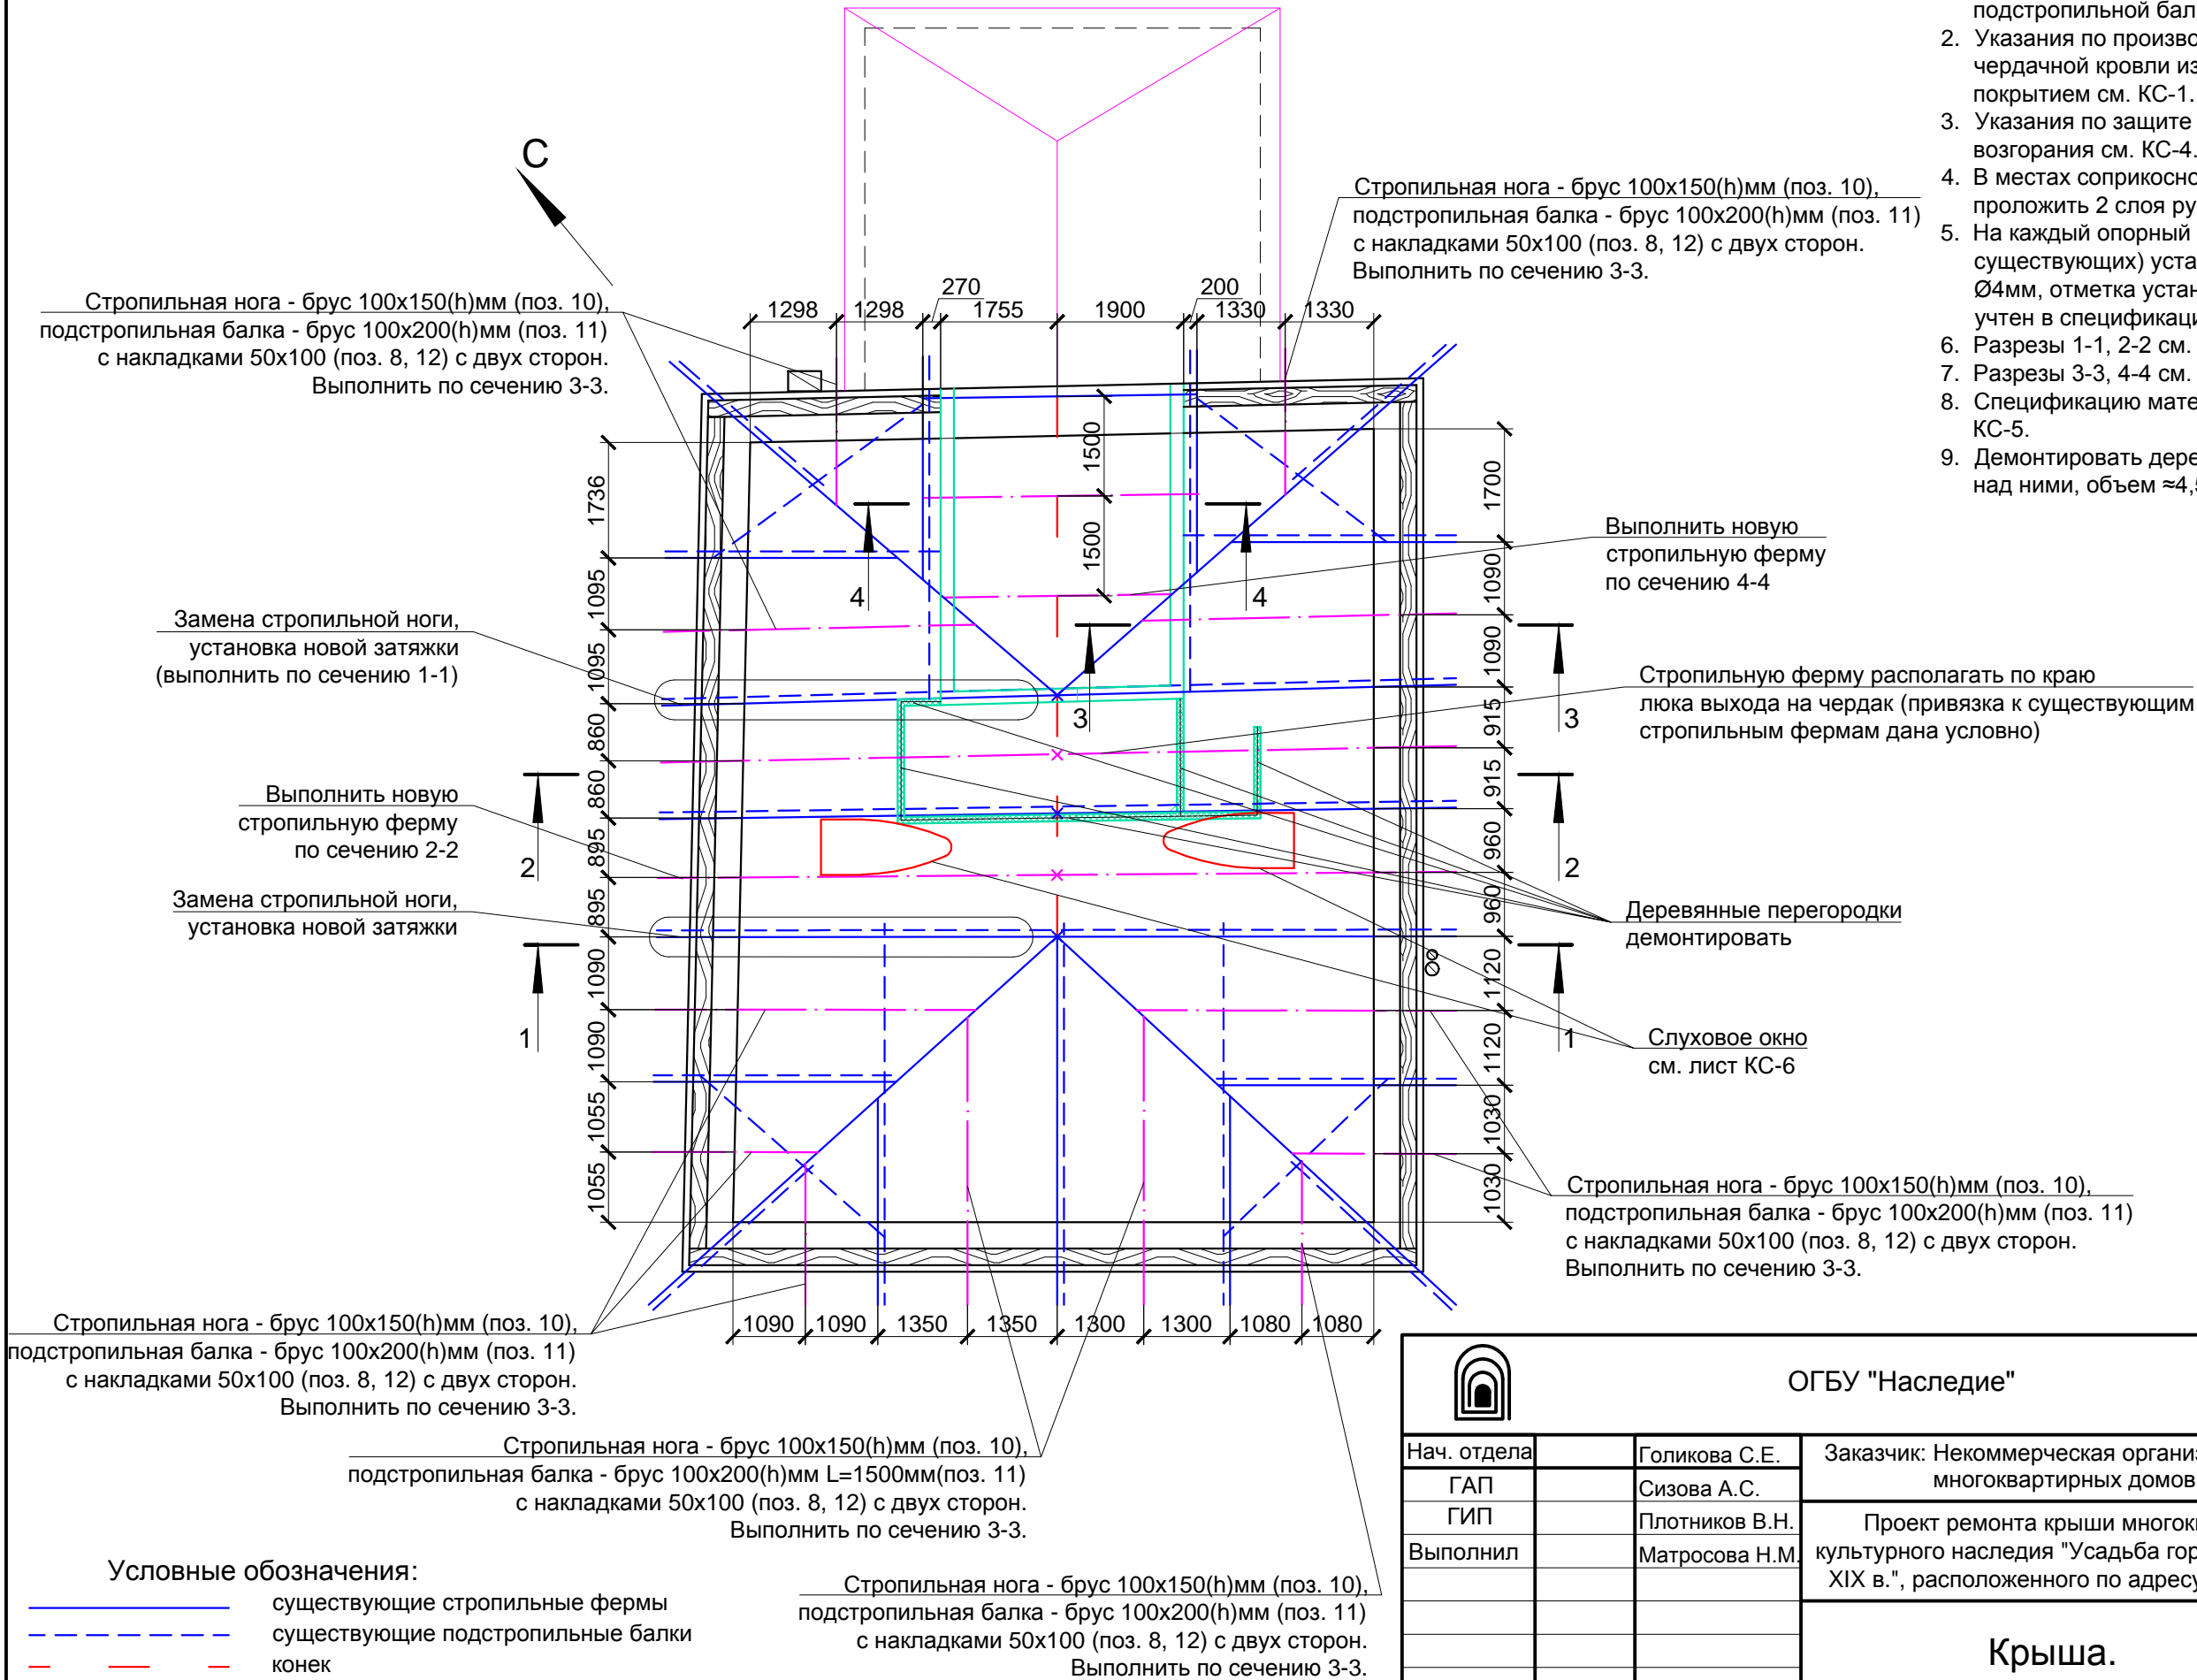 подстропильной бал
2. Указания по произво
чердачной кровли из
покрытием см. КС-1.
3. Указания по защите
возгорания см. КС-4.
4. В местах соприкосно
проложить 2 слоя ру
5. На каждый опорный
существующих) уста
Ø4мм, отметка устан
учтен в спецификаци
6. Разрезы 1-1, 2-2 см.
7. Разрезы 3-3, 4-4 см.
8. Спецификацию мате
КС-5.
9. Демонтировать дере
над ними, объем ≈4,5
С
Стропильная нога - брус 100х150(h)мм (поз. 10),
подстропильная балка - брус 100х200(h)мм (поз. 11)
с накладками 50х100 (поз. 8, 12) с двух сторон.
Выполнить по сечению 3-3.
Стропильная нога - брус 100х150(h)мм (поз. 10),
подстропильная балка - брус 100х200(h)мм (поз. 11)
с накладками 50х100 (поз. 8, 12) с двух сторон.
Выполнить по сечению 3-3.
270 200
1298 1298 1755 1900 1330 1330
1500
1500
1736
1095
1095
860
860
895
895
1090
1090
1055
1055
1700
1090
1090
915
915
960
960
1120
1120
1030
1030
4 4
3 3
2 2
1 1
Выполнить новую
стропильную ферму
по сечению 4-4
Замена стропильной ноги,
установка новой затяжки
(выполнить по сечению 1-1)
Стропильную ферму располагать по краю
люка выхода на чердак (привязка к существующим
стропильным фермам дана условно)
Выполнить новую
стропильную ферму
по сечению 2-2
Замена стропильной ноги,
установка новой затяжки
Деревянные перегородки
демонтировать
Слуховое окно
см. лист КС-6
Стропильная нога - брус 100х150(h)мм (поз. 10),
подстропильная балка - брус 100х200(h)мм (поз. 11)
с накладками 50х100 (поз. 8, 12) с двух сторон.
Выполнить по сечению 3-3.
1090 1090 1350 1350 1300 1300 1080 1080
Стропильная нога - брус 100х150(h)мм (поз. 10),
подстропильная балка - брус 100х200(h)мм (поз. 11)
с накладками 50х100 (поз. 8, 12) с двух сторон.
Выполнить по сечению 3-3.
Стропильная нога - брус 100х150(h)мм (поз. 10),
подстропильная балка - брус 100х200(h)мм L=1500мм(поз. 11)
с накладками 50х100 (поз. 8, 12) с двух сторон.
Выполнить по сечению 3-3.
Стропильная нога - брус 100х150(h)мм (поз. 10),
подстропильная балка - брус 100х200(h)мм (поз. 11)
с накладками 50х100 (поз. 8, 12) с двух сторон.
Выполнить по сечению 3-3.
Условные обозначения:
существующие стропильные фермы
существующие подстропильные балки
конек
ОГБУ "Наследие"
Нач. отдела Голикова С.Е.
ГАП Сизова А.С.
ГИП Плотников В.Н.
Выполнил Матросова Н.М.
Заказчик: Некоммерческая организ
многоквартирных домов
Проект ремонта крыши многок
культурного наследия "Усадьба гор
XIX в.", расположенного по адресу
Крыша.